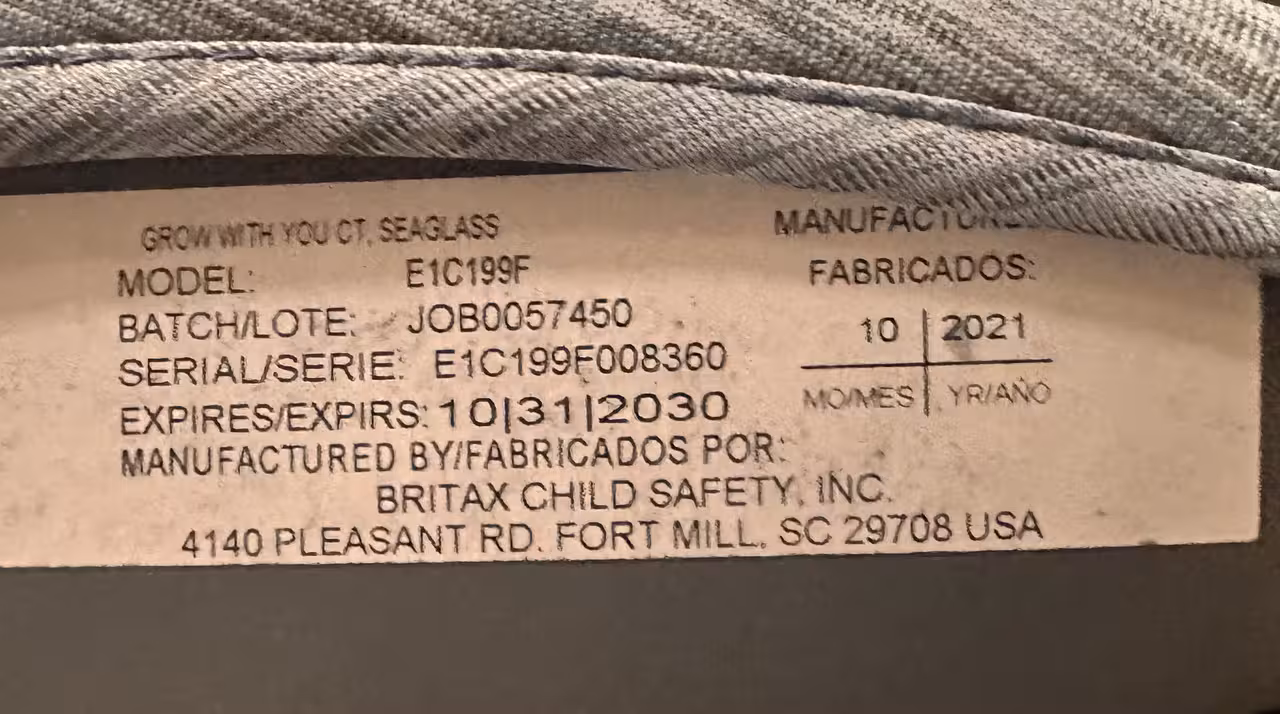 GROW WITH YOU CT, SEAGLASS
MODEL: E1C199F
BATCH/LOTE: JOB0057450
SERIAL/SERIE: E1C199F008360
EXPIRES/EXPIRS: 10|31|2030
MANUFACTURED BY/FABRICADOS POR:
BRITAX CHILD SAFETY, INC.
4140 PLEASANT RD. FORT MILL, SC 29708 USA
FABRICADOS:
10 | 2021
MO/MES | YR/AÑO